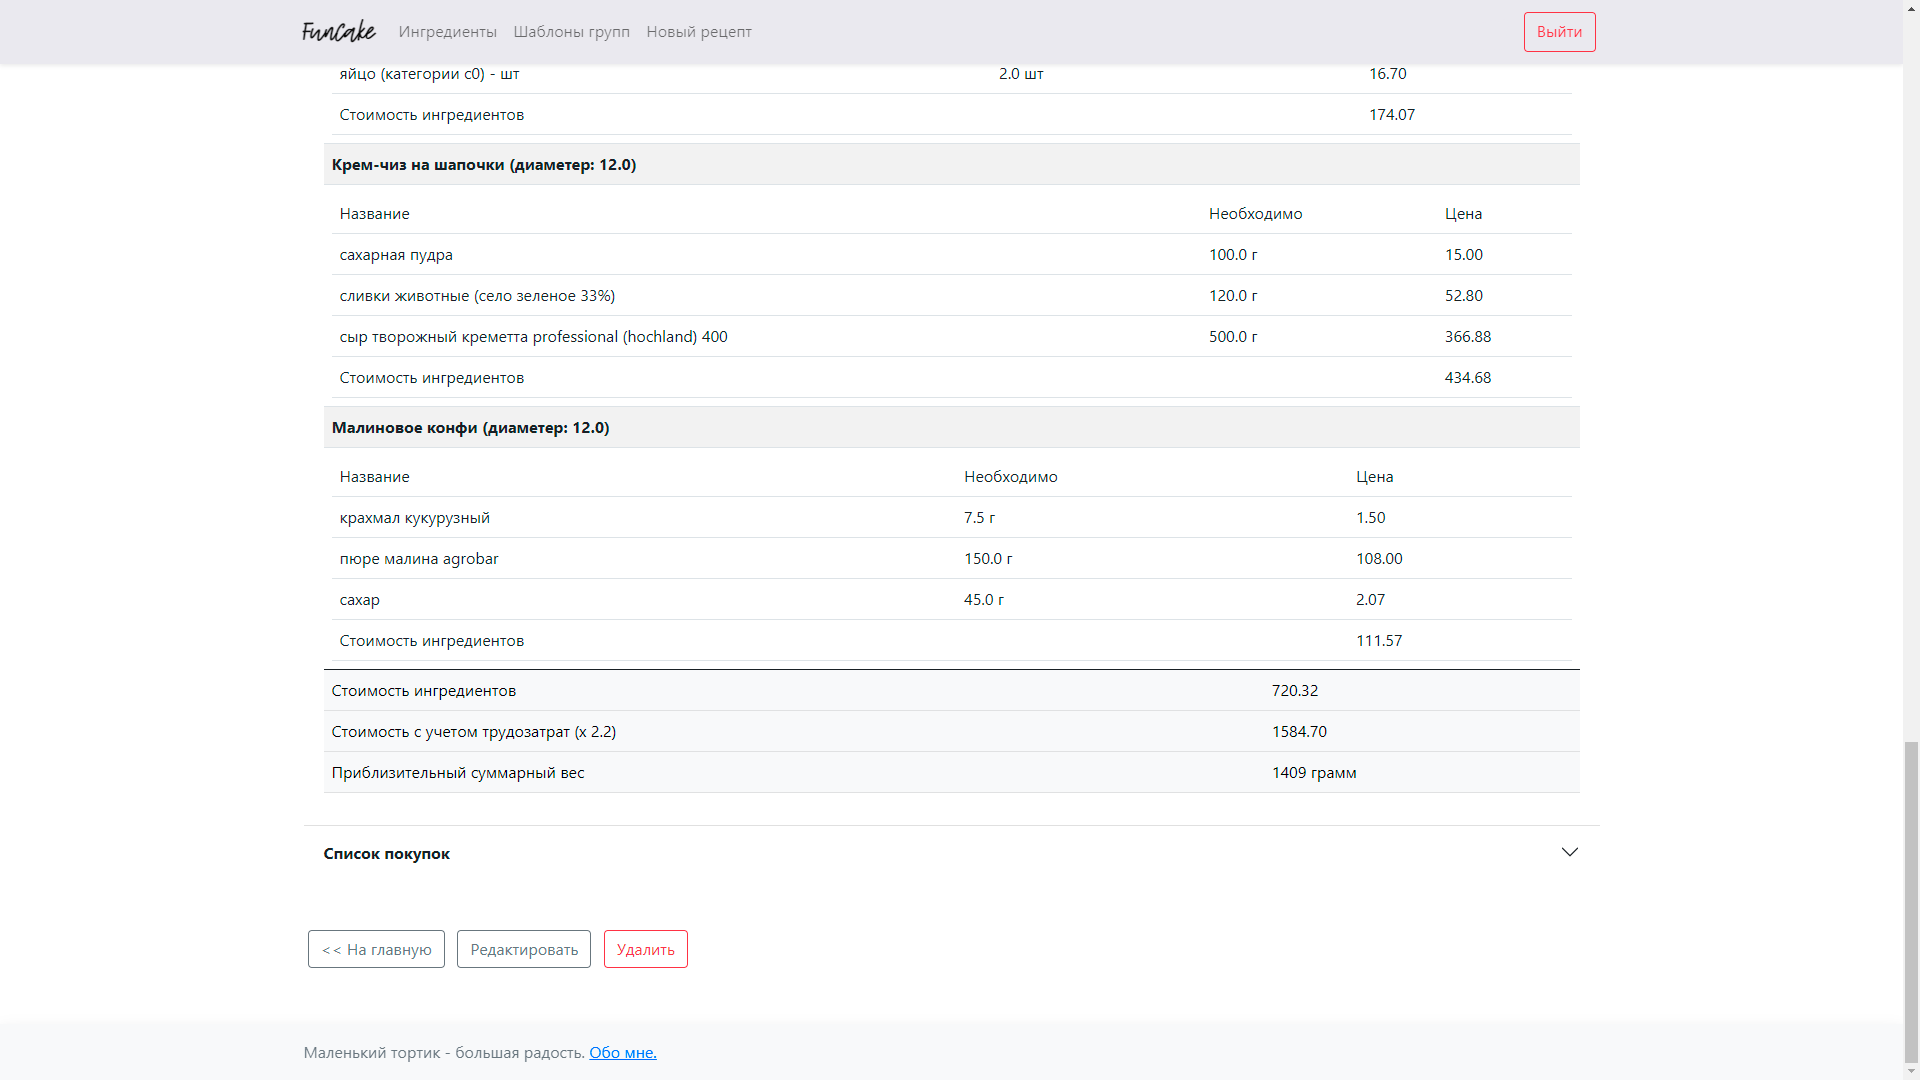 FunCake Ингредиенты Шаблоны групп Новый рецепт Выйти
яйцо (категории с0) - шт 2.0 шт 16.70
Стоимость ингредиентов 174.07
Крем-чиз на шапочки (диаметер: 12.0)
Название Необходимо Цена
сахарная пудра 100.0 г 15.00
сливки животные (село зеленое 33%) 120.0 г 52.80
сыр творожный креметта professional (hochland) 400 500.0 г 366.88
Стоимость ингредиентов 434.68
Малиновое конфи (диаметер: 12.0)
Название Необходимо Цена
крахмал кукурузный 7.5 г 1.50
пюре малина agrobar 150.0 г 108.00
сахар 45.0 г 2.07
Стоимость ингредиентов 111.57
Стоимость ингредиентов 720.32
Стоимость с учетом трудозатрат (x 2.2) 1584.70
Приблизительный суммарный вес 1409 грамм
Список покупок
<< На главную Редактировать Удалить
Маленький тортик - большая радость. Обо мне.